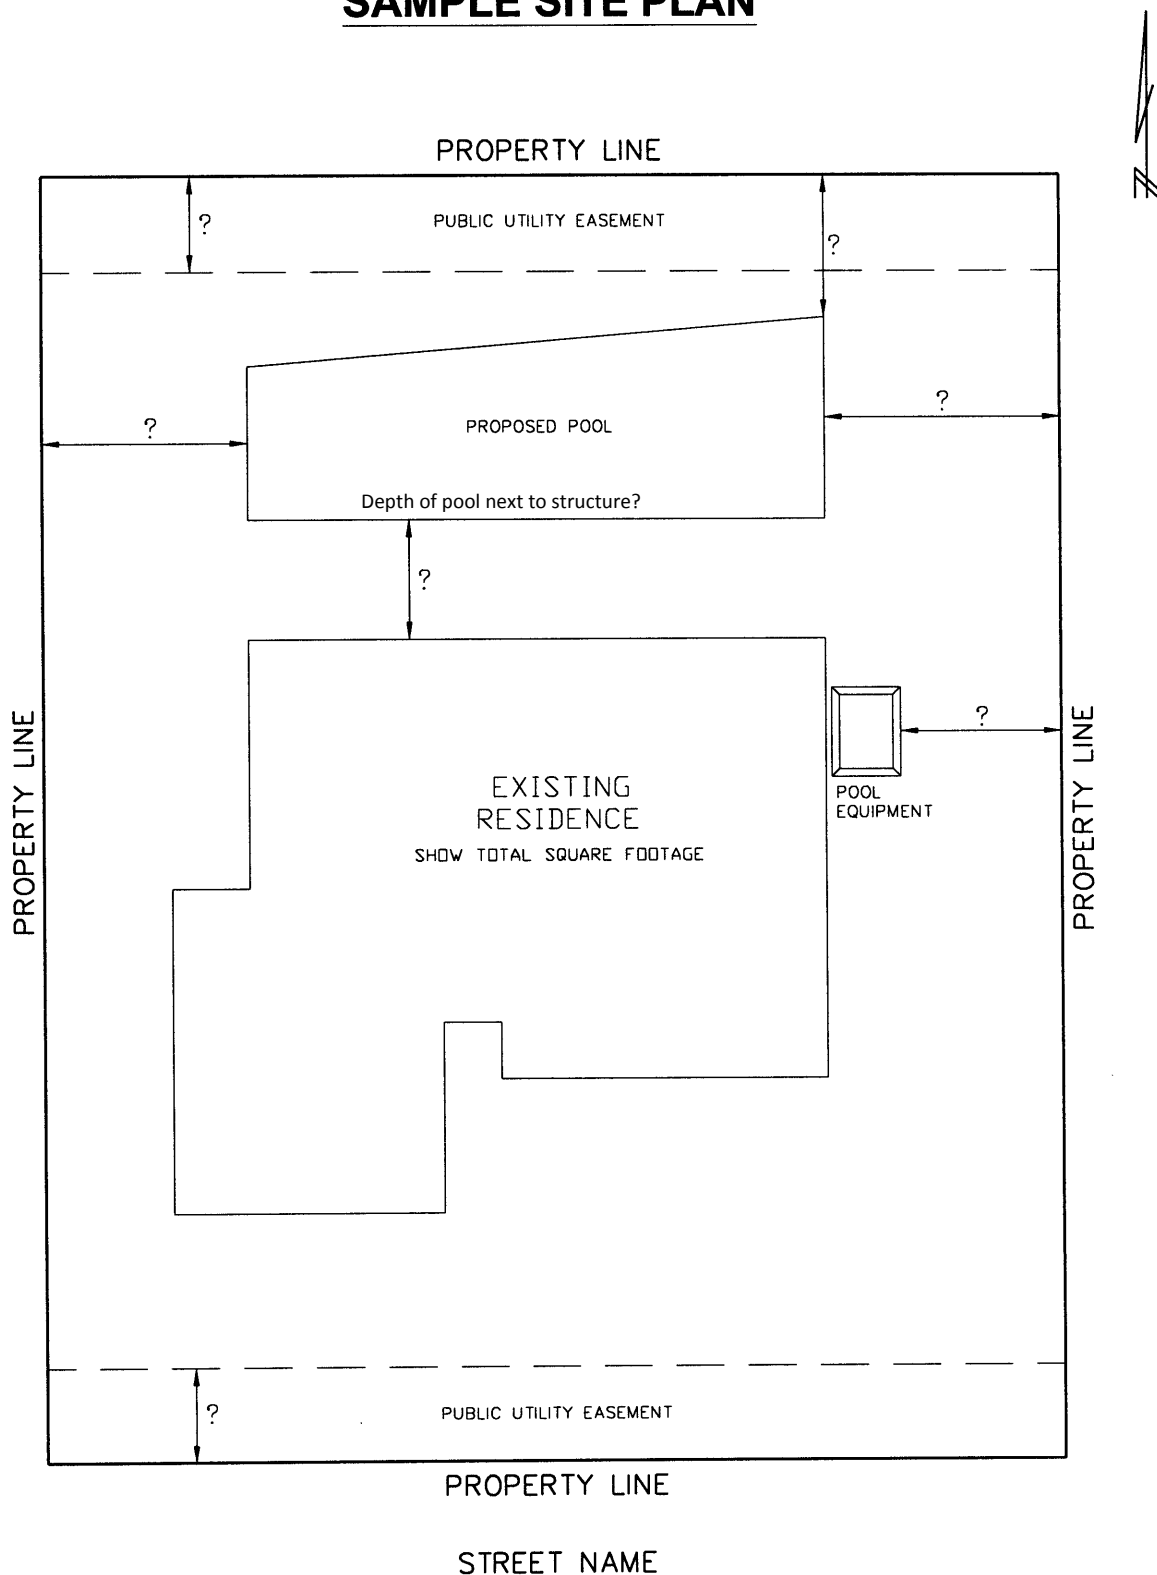 SAMPLE SITE PLAN
N
PROPERTY LINE
?
PUBLIC UTILITY EASEMENT
?
?
PROPOSED POOL
?
Depth of pool next to structure?
?
PROPERTY LINE
EXISTING
RESIDENCE
SHOW TOTAL SQUARE FOOTAGE
?
POOL
EQUIPMENT
PROPERTY LINE
?
PUBLIC UTILITY EASEMENT
PROPERTY LINE
STREET NAME